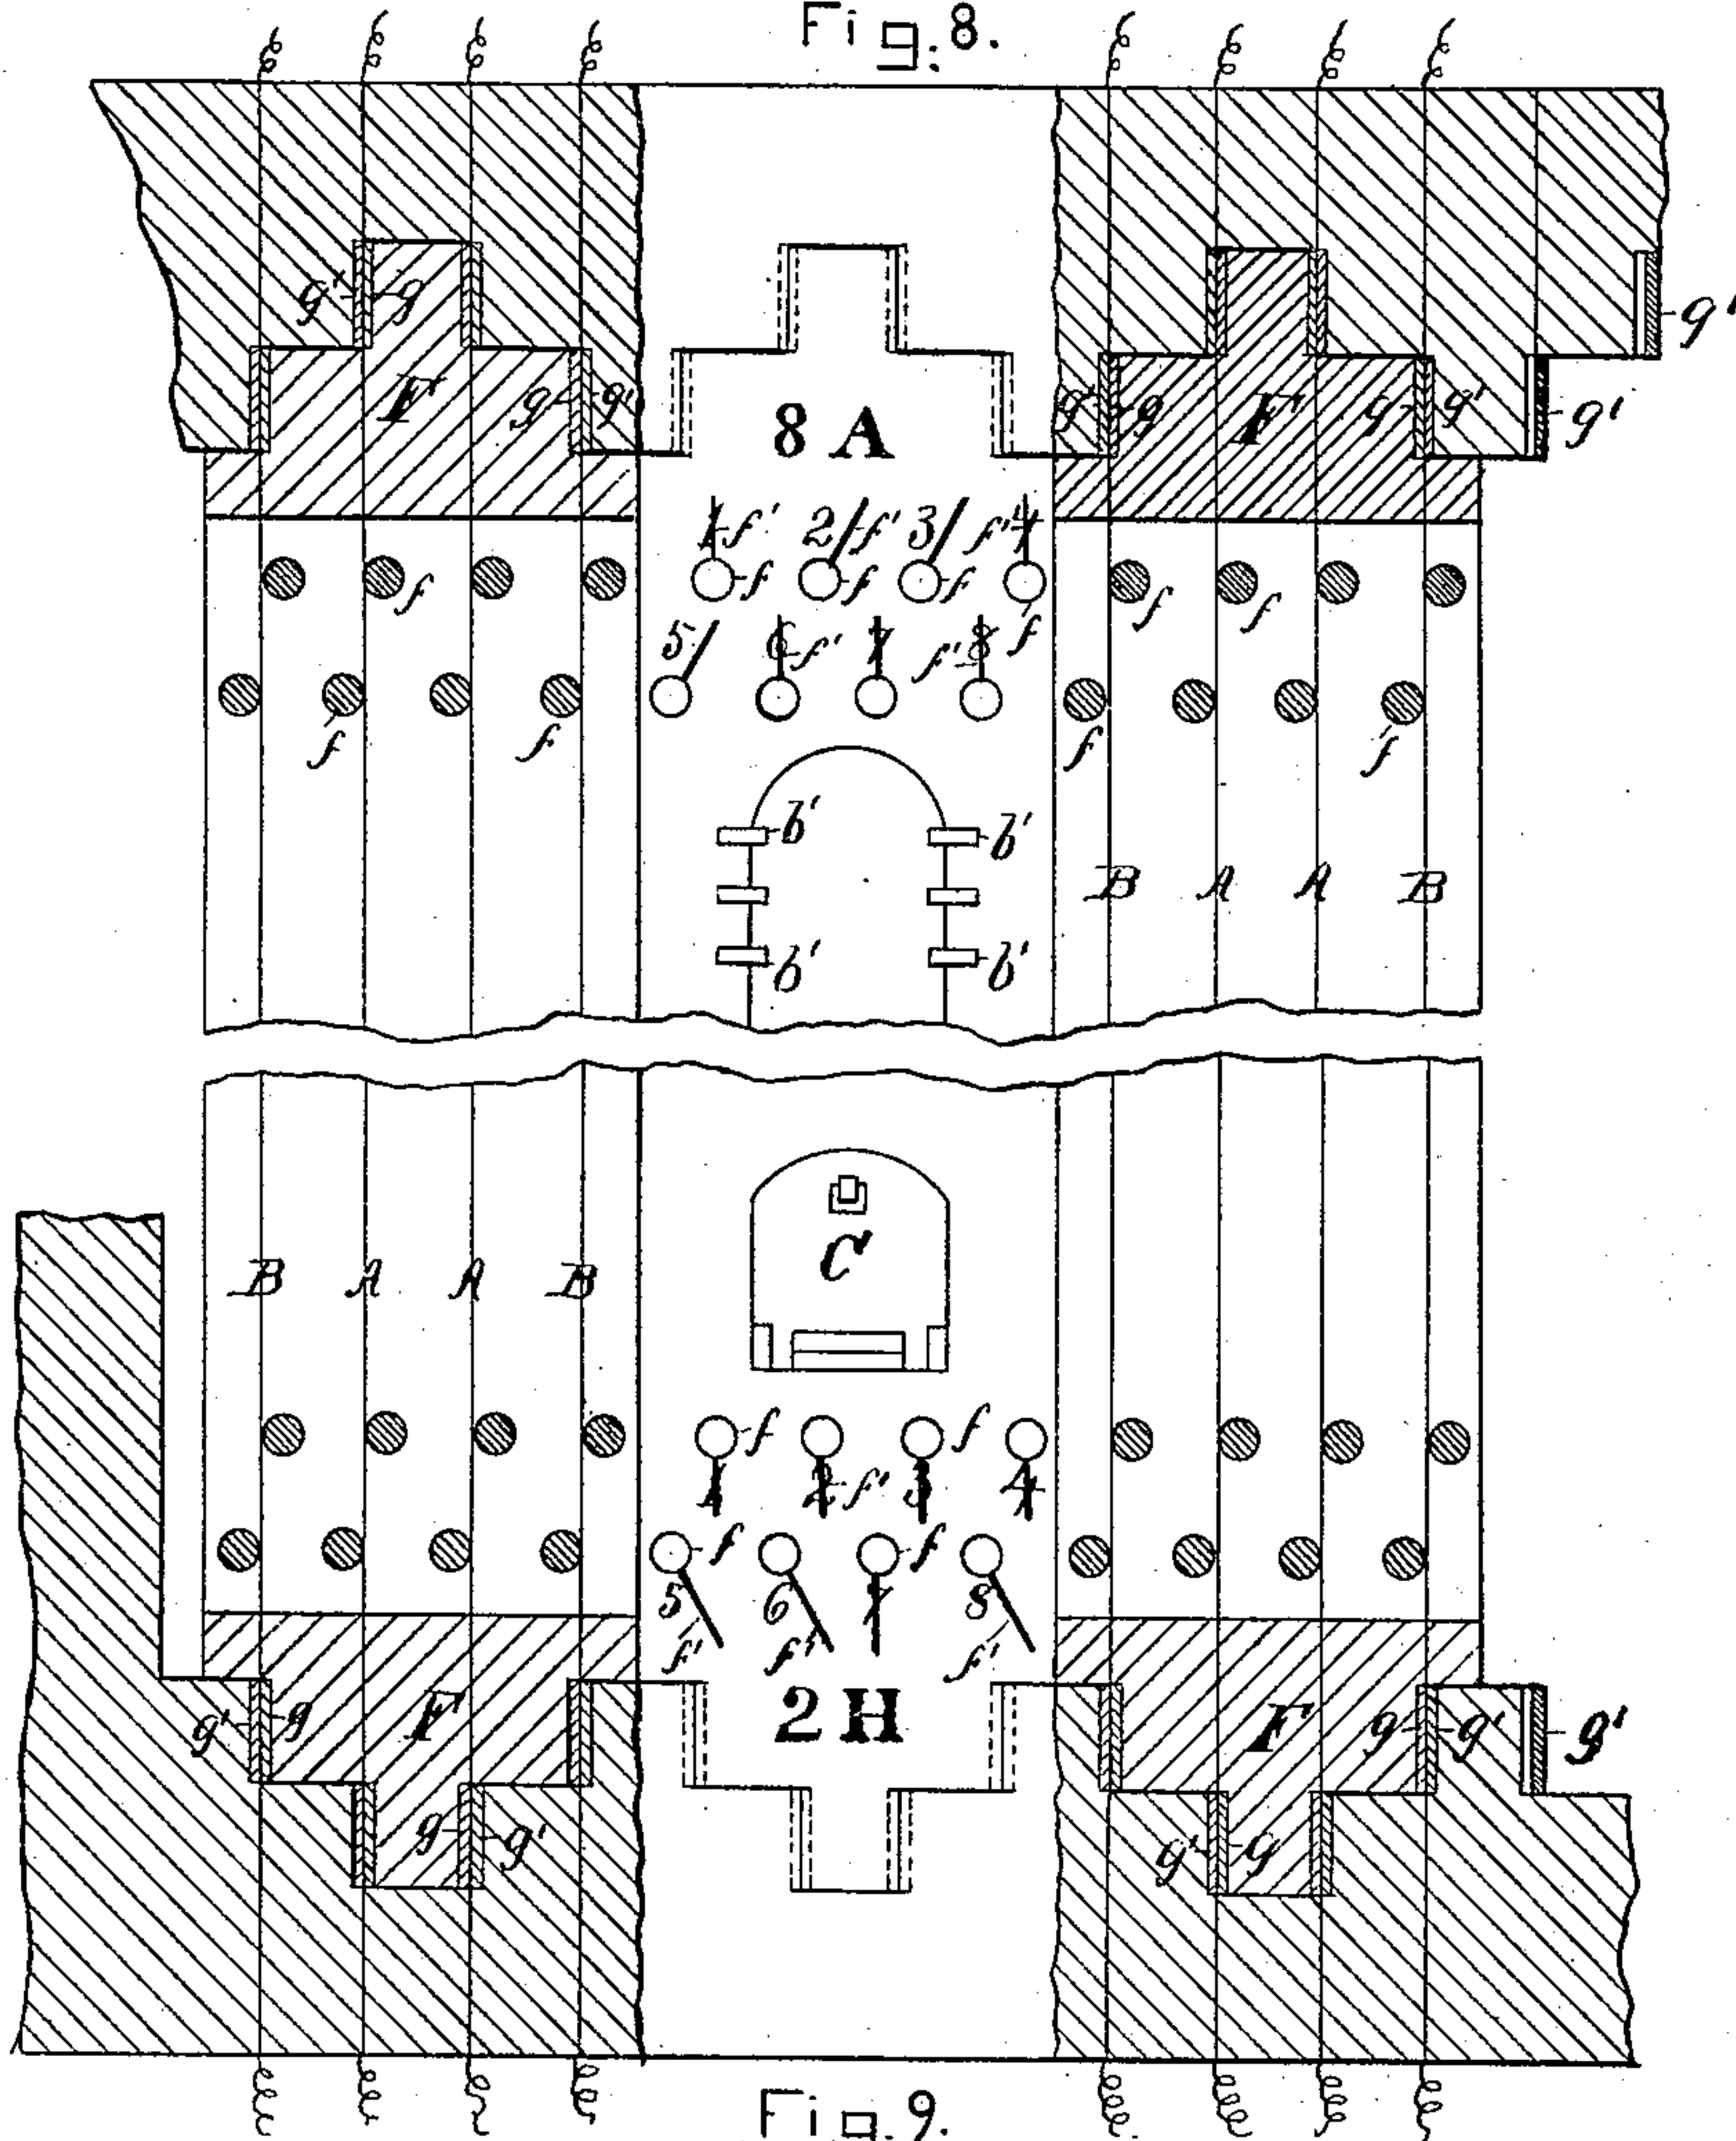 Fig. 8.
g' g
g'
F g g' g' g F g g' g'
8 A
1 f' 2 f' 3 f' 4
f f f f f f
5 6 f' 7 f' 8 f
f f f f
b' b'
B A A B
b' b'
C
B A A B
f f
1 2 f' 3 4
f f
5 6 7 8
f' f' f'
g' g F 2 H F g g' g'
g g' g' g
Fig. 9.